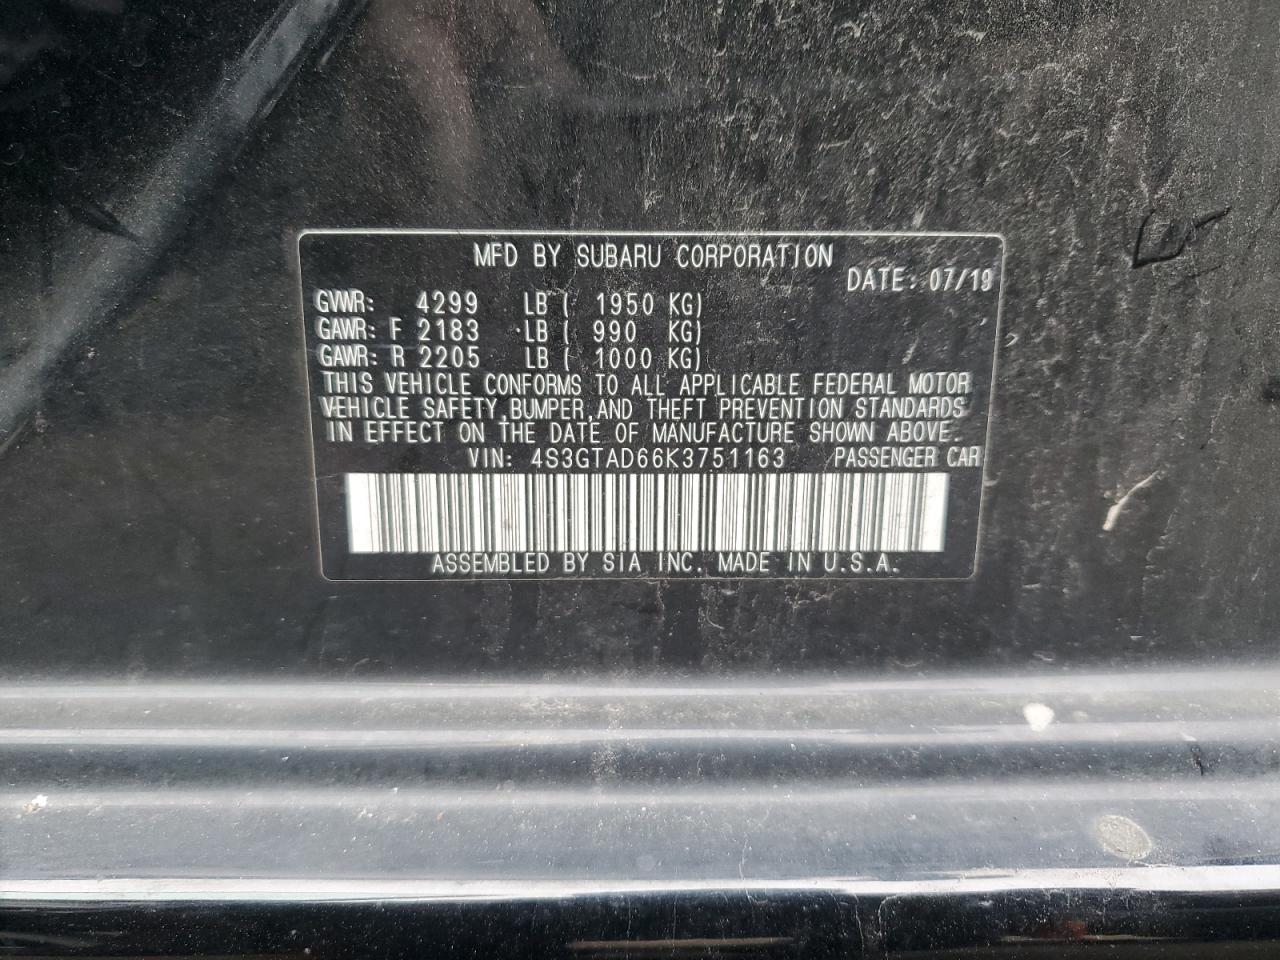 MFD BY SUBARU CORPORATION
DATE: 07/19
GVWR: 4299 LB ( 1950 KG)
GAWR: F 2183 LB ( 990 KG)
GAWR: R 2205 LB ( 1000 KG)
THIS VEHICLE CONFORMS TO ALL APPLICABLE FEDERAL MOTOR
VEHICLE SAFETY,BUMPER,AND THEFT PREVENTION STANDARDS
IN EFFECT ON THE DATE OF MANUFACTURE SHOWN ABOVE.
VIN: 4S3GTAD66K3751163 PASSENGER CAR
ASSEMBLED BY SIA INC. MADE IN U.S.A.